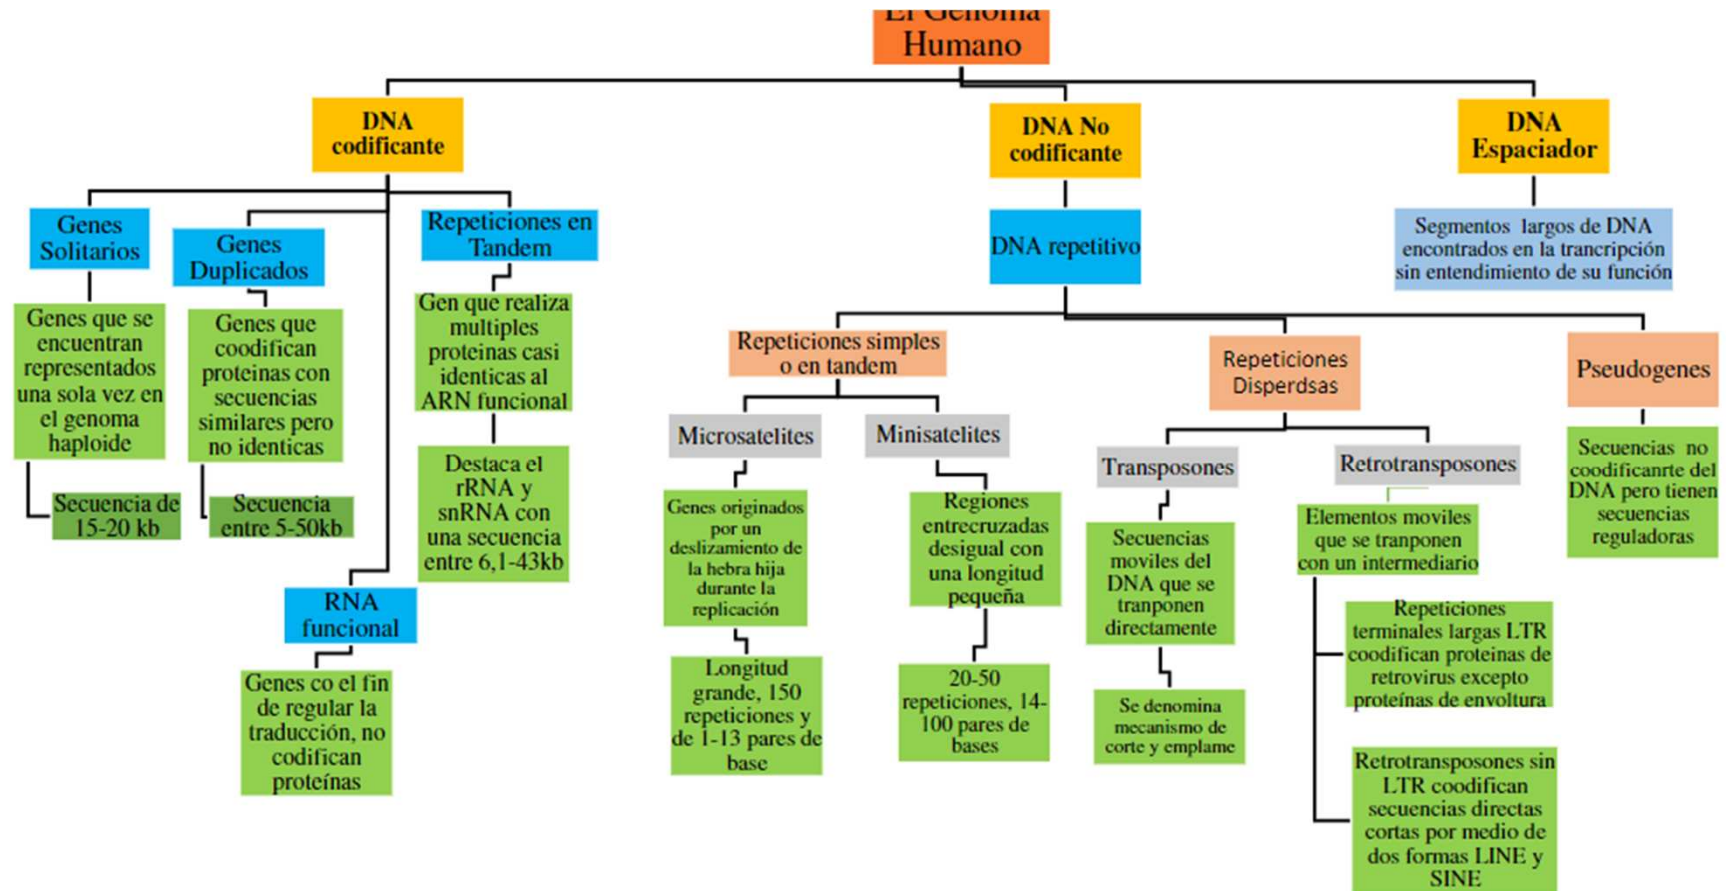 El Genoma
Humano
DNA
codificante
DNA No
codificante
DNA
Espaciador
Genes
Solitarios
Genes
Duplicados
Repeticiones en
Tandem
DNA repetitivo
Segmentos largos de DNA
encontrados en la trancripción
sin entendimiento de su función
Genes que se
encuentran
representados
una sola vez en
el genoma
haploide
Genes que
coodifican
proteinas con
secuencias
similares pero
no identicas
Gen que realiza
multiples
proteinas casi
identicas al
ARN funcional
Secuencia de
15-20 kb
Secuencia
entre 5-50kb
Destaca el
rRNA y
snRNA con
una secuencia
entre 6,1-43kb
RNA
funcional
Genes co el fin
de regular la
traducción, no
codifican
proteínas
Repeticiones simples
o en tandem
Repeticiones
Disperdsas
Pseudogenes
Microsatelites
Minisatelites
Transposones
Retrotransposones
Secuencias no
coodificanrte del
DNA pero tienen
secuencias
reguladoras
Genes originados
por un
deslizamiento de
la hebra hija
durante la
replicación
Regiones
entrecruzadas
desigual con
una longitud
pequeña
Secuencias
moviles del
DNA que se
tranponen
directamente
Elementos moviles
que se tranponen
con un intermediario
Longitud
grande, 150
repeticiones y
de 1-13 pares de
base
20-50
repeticiones, 14-
100 pares de
bases
Se denomina
mecanismo de
corte y emplame
Repeticiones
terminales largas LTR
coodifican proteinas de
retrovirus excepto
proteínas de envoltura
Retrotransposones sin
LTR coodifican
secuencias directas
cortas por medio de
dos formas LINE y
SINE